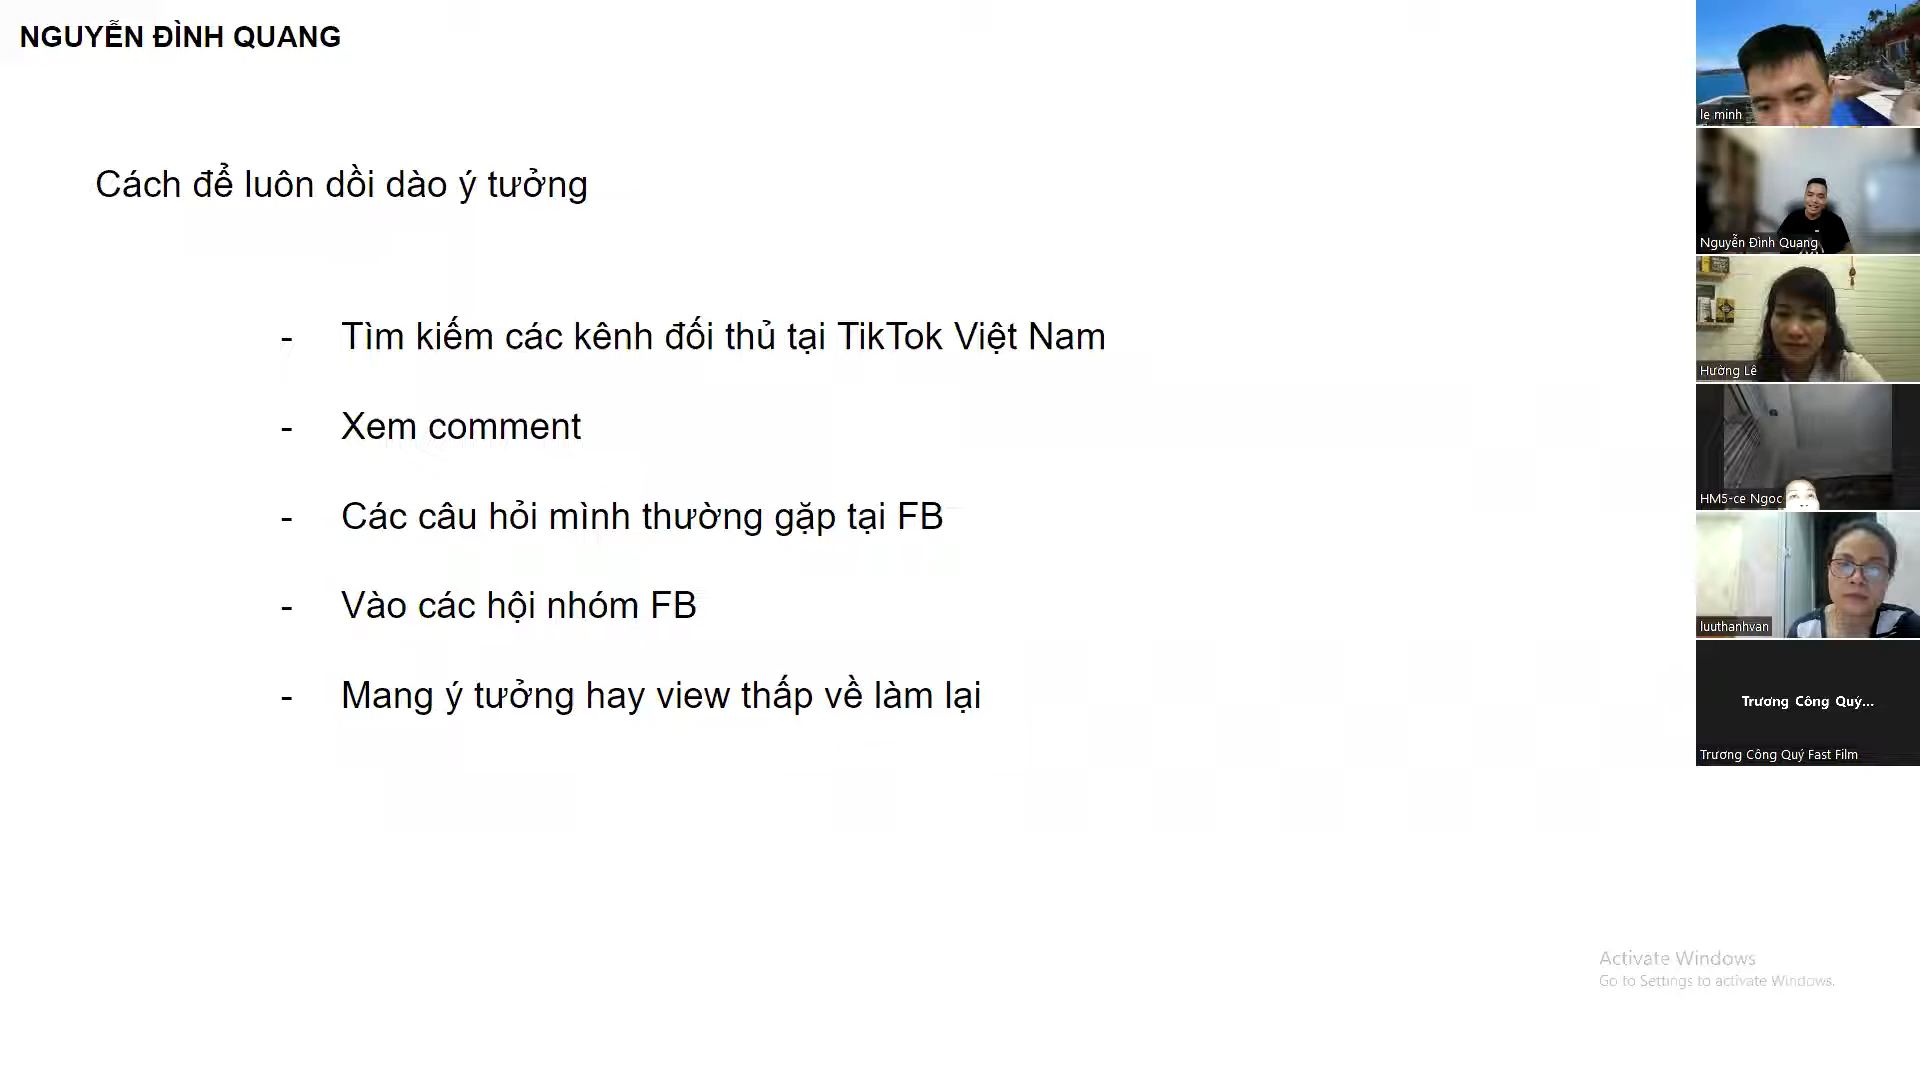 NGUYỄN ĐÌNH QUANG
Cách để luôn dồi dào ý tưởng
- Tìm kiếm các kênh đối thủ tại TikTok Việt Nam
- Xem comment
- Các câu hỏi mình thường gặp tại FB
- Vào các hội nhóm FB
- Mang ý tưởng hay view thấp về làm lại
le minh
Nguyễn Đình Quang
Hường Lê
HM5-ce Ngoc
luuthanhvan
Trương Công Quý...
Trương Công Quý Fast Film
Activate Windows
Go to Settings to activate Windows.